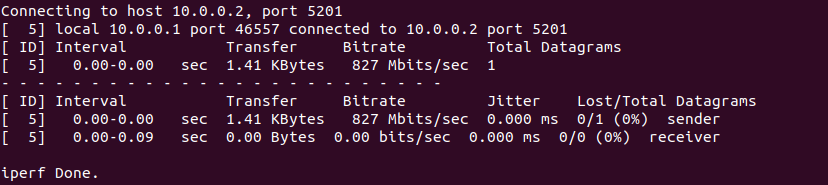 Connecting to host 10.0.0.2, port 5201
[  5] local 10.0.0.1 port 46557 connected to 10.0.0.2 port 5201
[ ID] Interval           Transfer     Bitrate         Total Datagrams
[  5]   0.00-0.00   sec  1.41 KBytes   827 Mbits/sec  1
- - - - - - - - - - - - - - - - - - - - - - - - -
[ ID] Interval           Transfer     Bitrate         Jitter    Lost/Total Datagrams
[  5]   0.00-0.00   sec  1.41 KBytes   827 Mbits/sec  0.000 ms  0/1 (0%)  sender
[  5]   0.00-0.09   sec  0.00 Bytes  0.00 bits/sec  0.000 ms  0/0 (0%)  receiver
iperf Done.